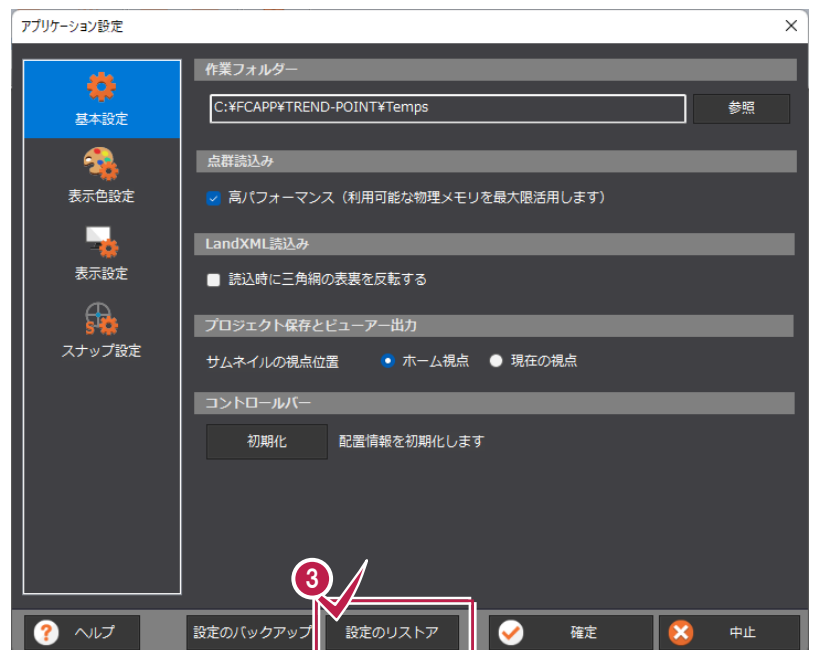 アプリケーション設定
基本設定
表示色設定
表示設定
スナップ設定
作業フォルダー
C:¥FCAPP¥TREND-POINT¥Temps
参照
点群読込み
高パフォーマンス（利用可能な物理メモリを最大限活用します）
LandXML読込み
読込時に三角網の表裏を反転する
プロジェクト保存とビューアー出力
サムネイルの視点位置 ホーム視点 現在の視点
コントロールバー
初期化 配置情報を初期化します
3
? ヘルプ 設定のバックアップ 設定のリストア 確定 中止